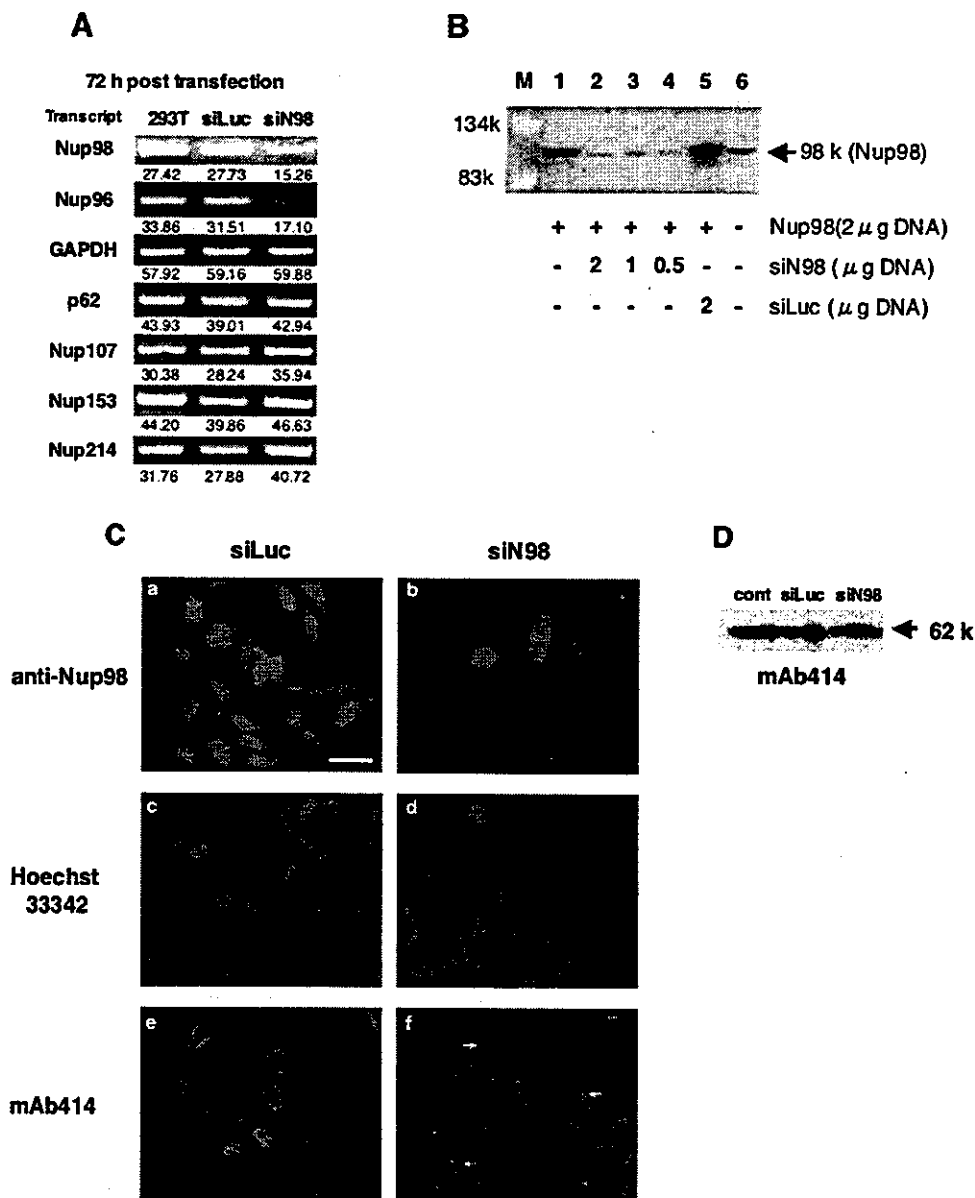 A
72 h post transfection
Transcript 293T siLuc siN98
Nup98
27.42 27.73 15.26
Nup96
33.86 31.51 17.10
GAPDH
57.92 59.16 59.88
p62
43.93 39.01 42.94
Nup107
30.38 28.24 35.94
Nup153
44.20 39.86 46.63
Nup214
31.76 27.88 40.72
B
M 1 2 3 4 5 6
134k
98 k (Nup98)
83k
+ + + + + - Nup98(2 μg DNA)
- 2 1 0.5 - - siN98 (μg DNA)
- - - - 2 - siLuc (μg DNA)
C
siLuc siN98
a b
anti-Nup98
c d
Hoechst
33342
e f
mAb414
D
cont siLuc siN98
62 k
mAb414